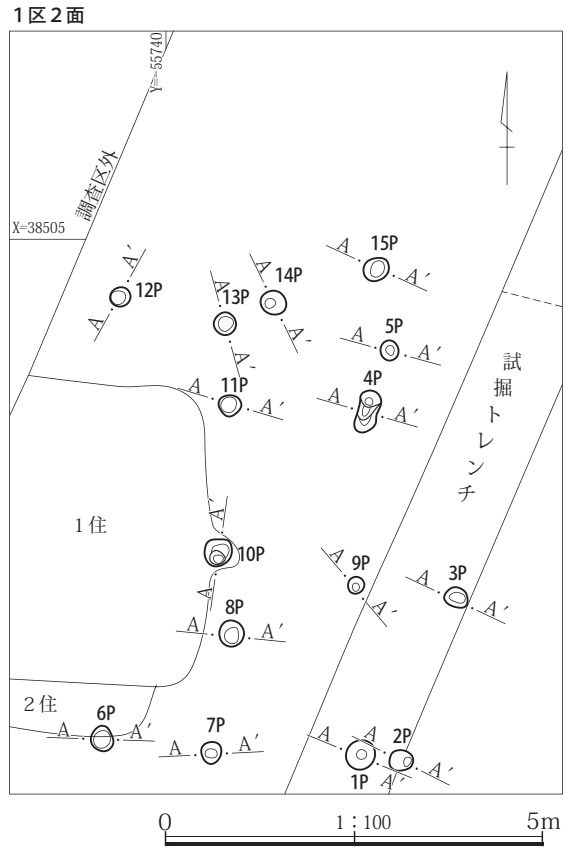 1区2面
Y=-55740
調査区外
X=38505
A A′ 15P
A A′ 12P
A A′ 13P
A A′ 14P
A A′ 5P
A A′ 4P
A A′ 11P
試掘トレンチ
1住
A A′ 10P
A A′ 9P
A A′ 3P
A A′ 8P
2住
A A′ 6P
A A′ 7P
A A′ 1P
A A′ 2P
0 1：100 5m